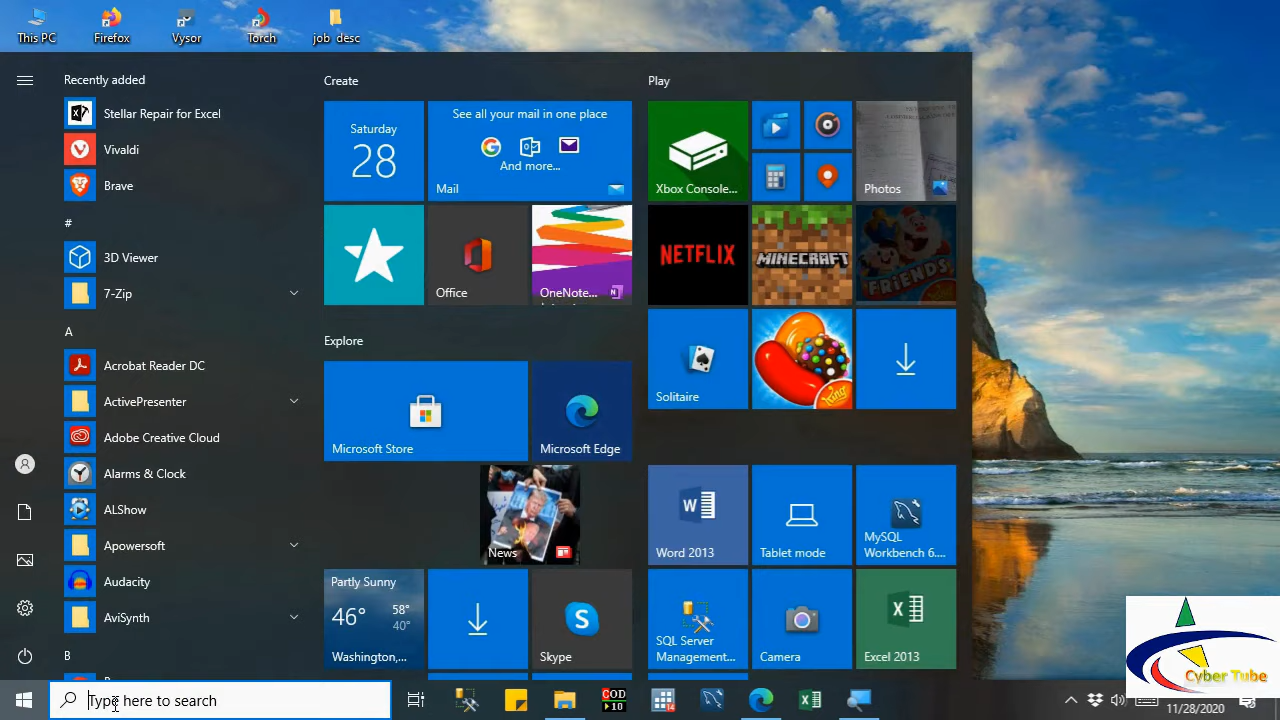 This PC
Firefox
Vysor
Torch
job_desc
Recently added
Stellar Repair for Excel
Vivaldi
Brave
#
3D Viewer
7-Zip
A
Acrobat Reader DC
ActivePresenter
Adobe Creative Cloud
Alarms & Clock
ALShow
Apowersoft
Audacity
AviSynth
B
Create
Saturday
28
See all your mail in one place
And more...
Mail
Office
OneNote...
Explore
Microsoft Store
Microsoft Edge
News
Partly Sunny
46°
58°
40°
Washington,...
Skype
Play
Xbox Console...
Photos
NETFLIX
MINECRAFT
FRIENDS
King
Solitaire
King
Word 2013
Tablet mode
MySQL
Workbench 6....
SQL Server
Management...
Camera
Excel 2013
Type here to search
COD
▶10
14
11/28/2020
Cyber Tube